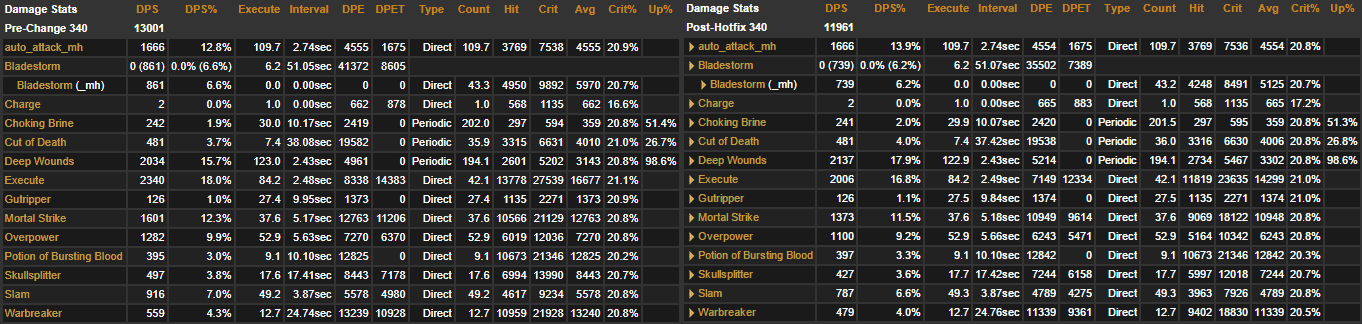 Damage Stats DPS DPS% Execute Interval DPE DPET Type Count Hit Crit Avg Crit% Up%
Pre-Change 340 13001
auto_attack_mh 1666 12.8% 109.7 2.74sec 4555 1675 Direct 109.7 3769 7538 4555 20.9%
Bladestorm 0 (861) 0.0% (6.6%) 6.2 51.05sec 41372 8605
Bladestorm (_mh) 861 6.6% 0.0 0.00sec 0 0 Direct 43.3 4950 9892 5970 20.7%
Charge 2 0.0% 1.0 0.00sec 662 878 Direct 1.0 568 1135 662 16.6%
Choking Brine 242 1.9% 30.0 10.17sec 2419 0 Periodic 202.0 297 594 359 20.8% 51.4%
Cut of Death 481 3.7% 7.4 38.08sec 19582 0 Periodic 35.9 3315 6631 4010 21.0% 26.7%
Deep Wounds 2034 15.7% 123.0 2.43sec 4961 0 Periodic 194.1 2601 5202 3143 20.8% 98.6%
Execute 2340 18.0% 84.2 2.48sec 8338 14383 Direct 42.1 13778 27539 16677 21.1%
Gutripper 126 1.0% 27.4 9.95sec 1373 0 Direct 27.4 1135 2271 1373 20.9%
Mortal Strike 1601 12.3% 37.6 5.17sec 12763 11206 Direct 37.6 10566 21129 12763 20.8%
Overpower 1282 9.9% 52.9 5.63sec 7270 6370 Direct 52.9 6019 12036 7270 20.8%
Potion of Bursting Blood 395 3.0% 9.1 10.10sec 12825 0 Direct 9.1 10673 21346 12825 20.2%
Skullsplitter 497 3.8% 17.6 17.41sec 8443 7178 Direct 17.6 6994 13990 8443 20.7%
Slam 916 7.0% 49.2 3.87sec 5578 4980 Direct 49.2 4617 9234 5578 20.8%
Warbreaker 559 4.3% 12.7 24.74sec 13239 10928 Direct 12.7 10959 21928 13240 20.8%
Damage Stats DPS DPS% Execute Interval DPE DPET Type Count Hit Crit Avg Crit% Up%
Post-Hotfix 340 11961
auto_attack_mh 1666 13.9% 109.7 2.74sec 4554 1675 Direct 109.7 3769 7536 4554 20.8%
Bladestorm 0 (739) 0.0% (6.2%) 6.2 51.07sec 35502 7389
Bladestorm (_mh) 739 6.2% 0.0 0.00sec 0 0 Direct 43.2 4248 8491 5125 20.7%
Charge 2 0.0% 1.0 0.00sec 665 883 Direct 1.0 568 1135 665 17.2%
Choking Brine 241 2.0% 29.9 10.07sec 2420 0 Periodic 201.5 297 595 359 20.8% 51.3%
Cut of Death 481 4.0% 7.4 37.42sec 19538 0 Periodic 36.0 3316 6630 4006 20.8% 26.8%
Deep Wounds 2137 17.9% 122.9 2.43sec 5214 0 Periodic 194.1 2734 5467 3302 20.8% 98.6%
Execute 2006 16.8% 84.2 2.49sec 7149 12334 Direct 42.1 11819 23635 14299 21.0%
Gutripper 126 1.1% 27.5 9.84sec 1374 0 Direct 27.5 1135 2271 1374 21.0%
Mortal Strike 1373 11.5% 37.6 5.18sec 10949 9614 Direct 37.6 9069 18122 10948 20.8%
Overpower 1100 9.2% 52.9 5.66sec 6243 5471 Direct 52.9 5164 10342 6243 20.8%
Potion of Bursting Blood 397 3.3% 9.1 10.10sec 12842 0 Direct 9.1 10673 21346 12842 20.3%
Skullsplitter 427 3.6% 17.7 17.42sec 7244 6158 Direct 17.7 5997 12018 7244 20.7%
Slam 787 6.6% 49.3 3.87sec 4789 4275 Direct 49.3 3963 7926 4789 20.8%
Warbreaker 479 4.0% 12.7 24.76sec 11339 9361 Direct 12.7 9402 18830 11339 20.5%